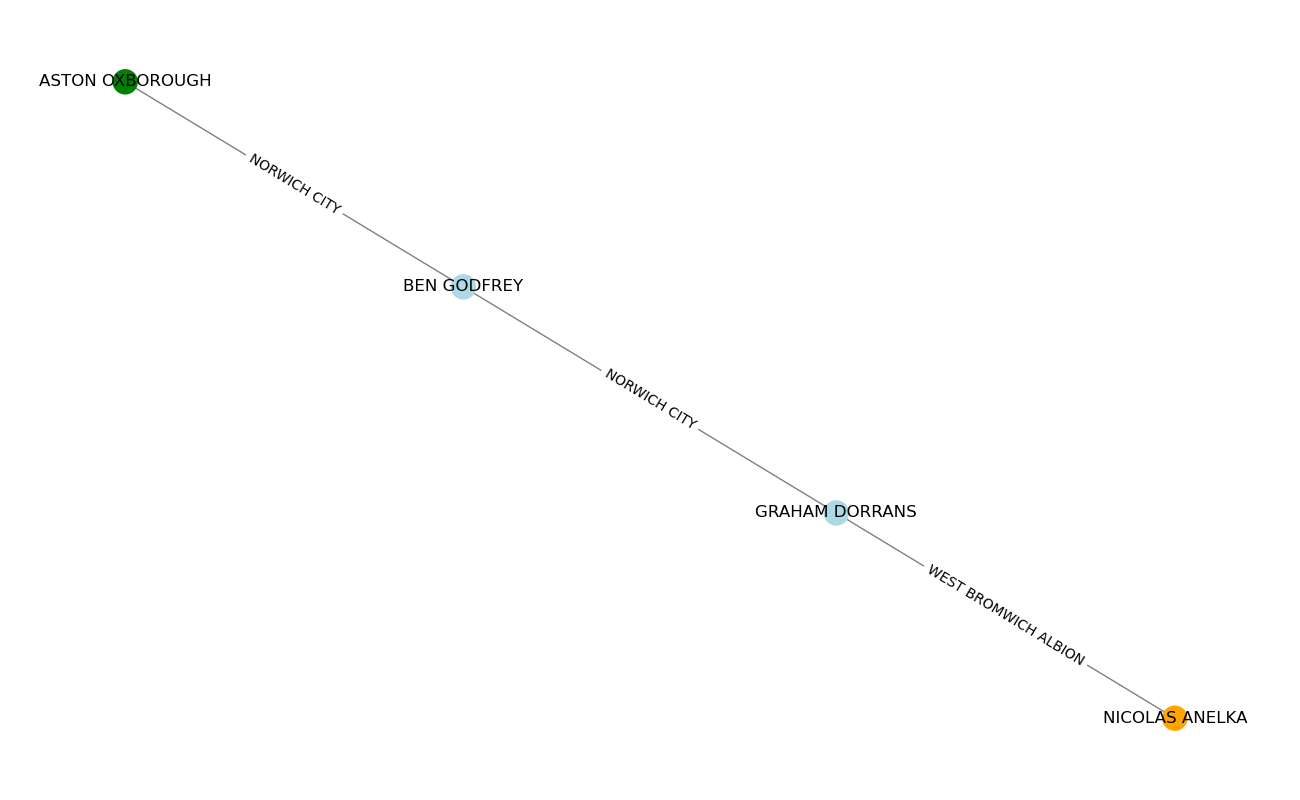 ASTON OXBOROUGH
NORWICH CITY
BEN GODFREY
NORWICH CITY
GRAHAM DORRANS
WEST BROMWICH ALBION
NICOLAS ANELKA